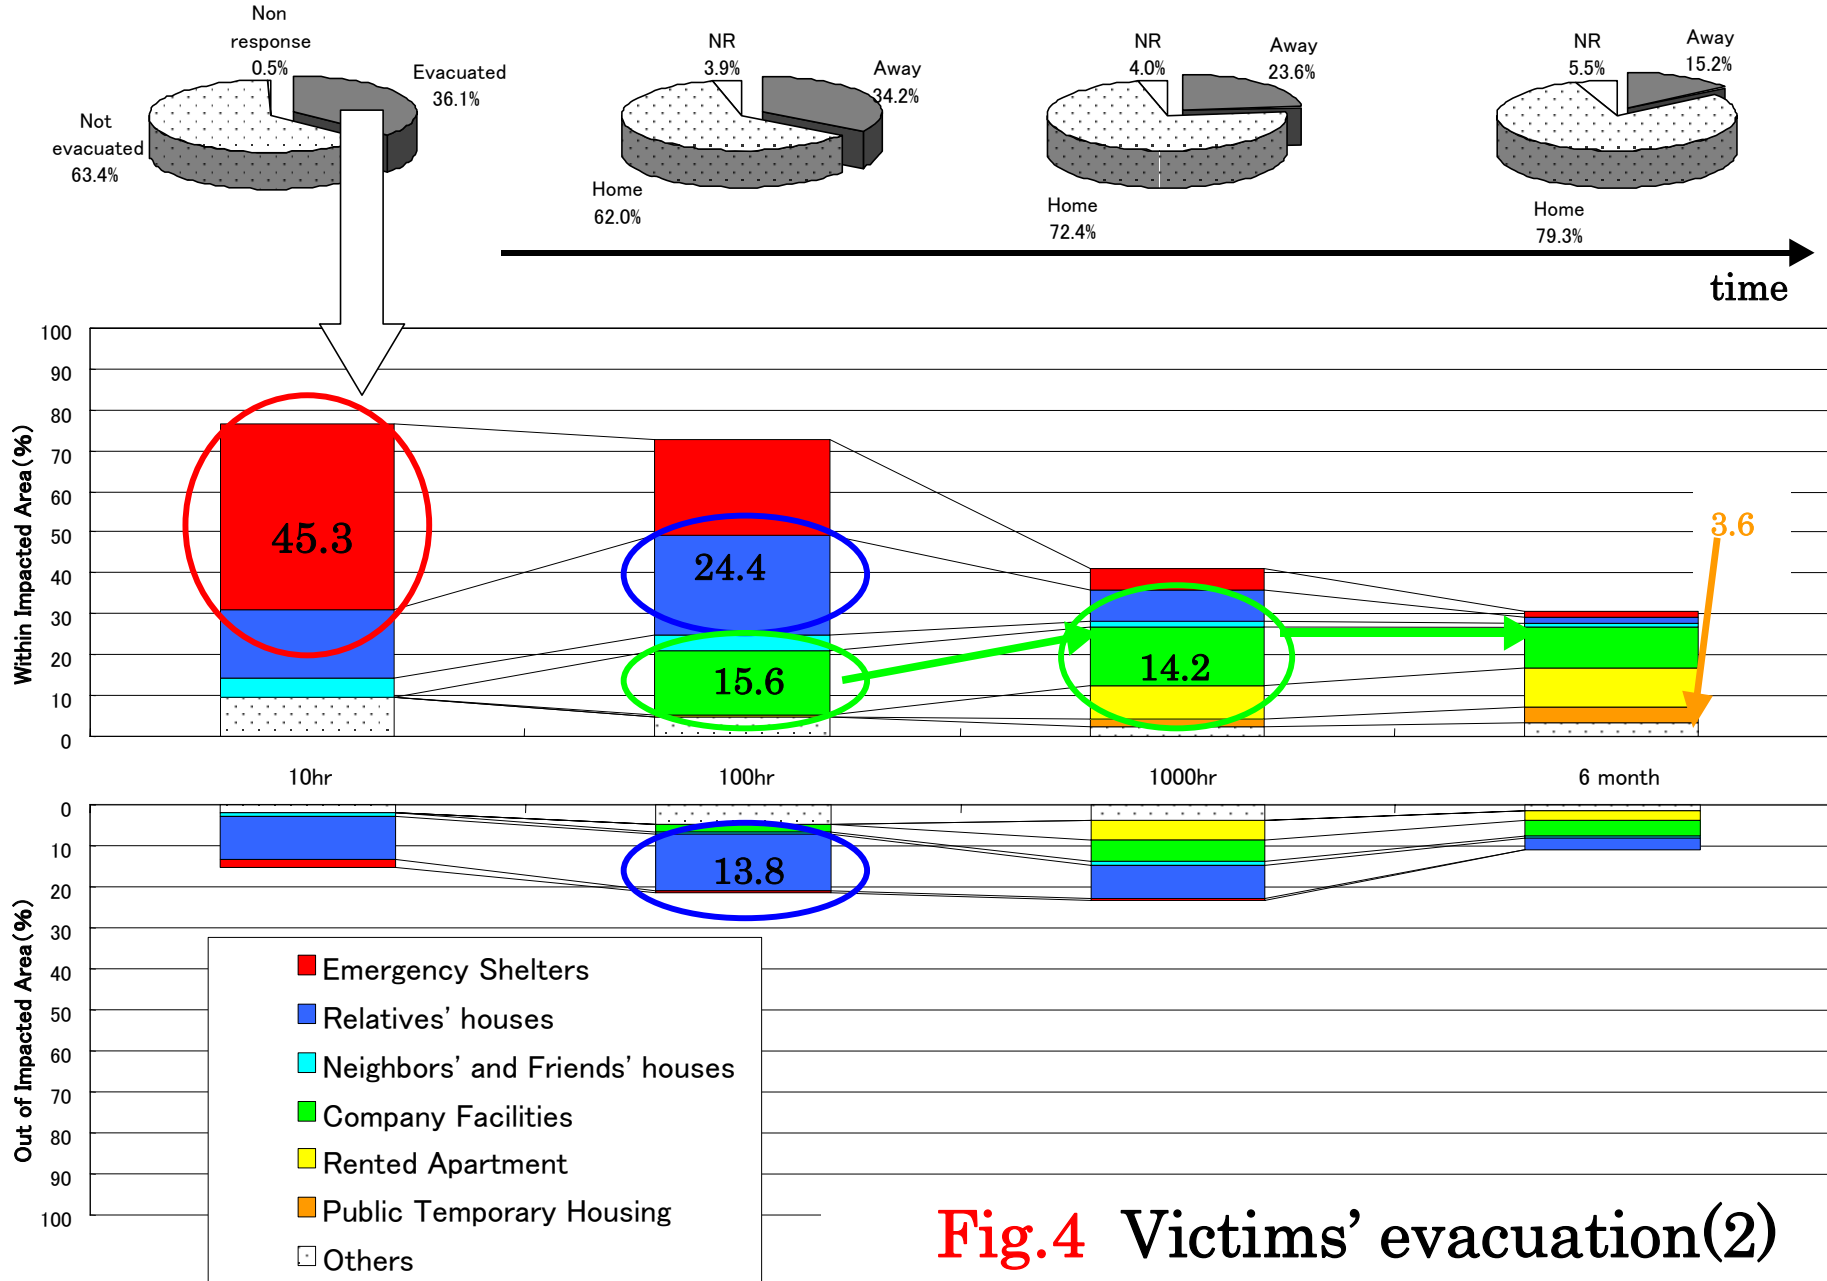 Non
response
0.5%
Evacuated
36.1%
Not
evacuated
63.4%
NR
3.9%
Away
34.2%
Home
62.0%
NR
4.0%
Away
23.6%
Home
72.4%
NR
5.5%
Away
15.2%
Home
79.3%
time
Within Impacted Area(%)
100
90
80
70
60
50
40
30
20
10
0
45.3
24.4
15.6
14.2
3.6
10hr
100hr
1000hr
6 month
Out of Impacted Area(%)
0
10
20
30
40
50
60
70
80
90
100
13.8
Emergency Shelters
Relatives' houses
Neighbors' and Friends' houses
Company Facilities
Rented Apartment
Public Temporary Housing
Others
Fig.4 Victims' evacuation(2)